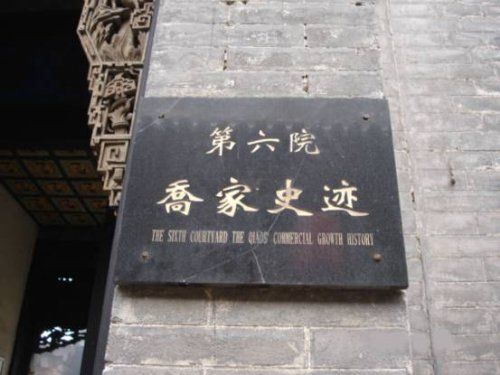 第六院
喬家史迹
THE SIXTH COURTYARD THE QIAOS' COMMERCIAL GROWTH HISTORY